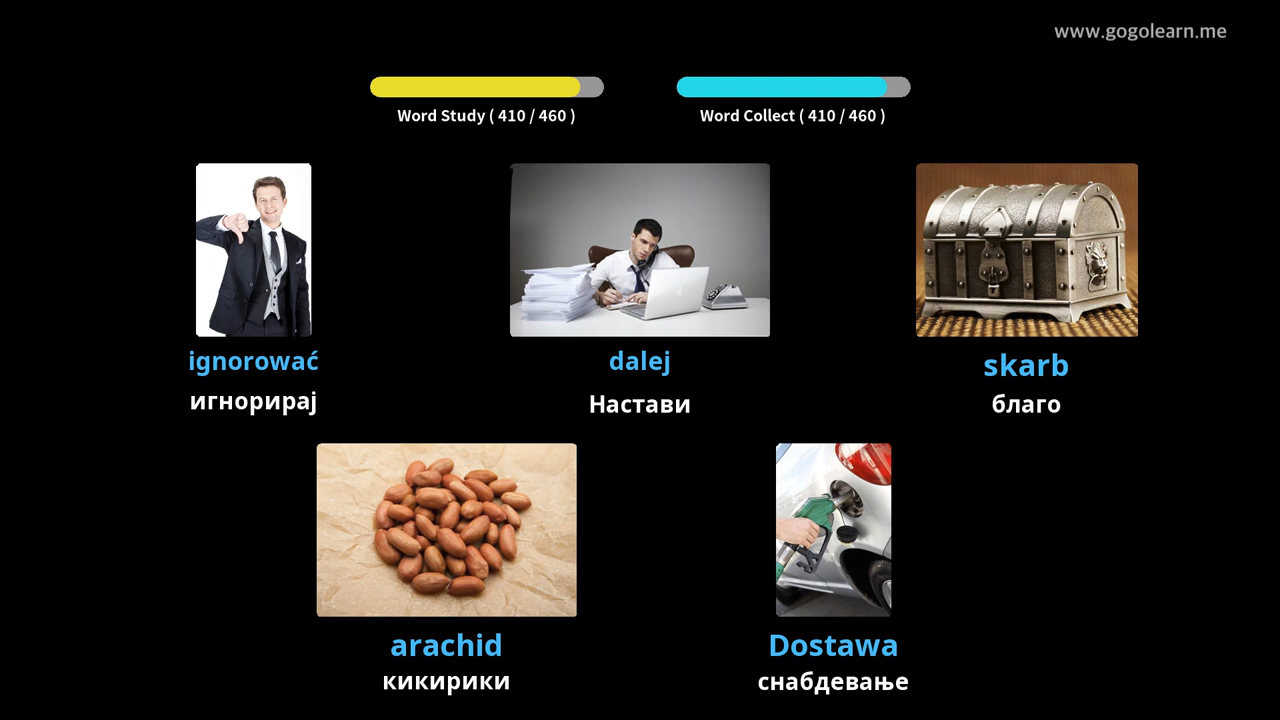 www.gogolearn.me
Word Study ( 410 / 460 )
Word Collect ( 410 / 460 )
ignorować
игнорирај
dalej
Настави
skarb
благо
arachid
кикирики
Dostawa
снабдевање